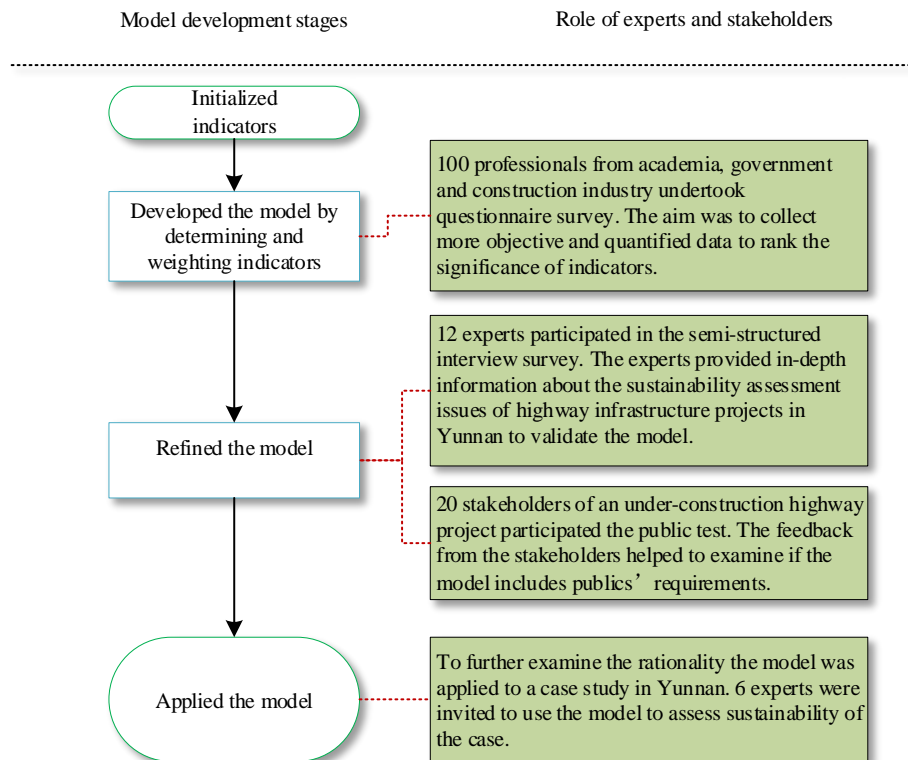 Model development stages
Role of experts and stakeholders
Initialized
indicators
100 professionals from academia, government
and construction industry undertook
questionnaire survey. The aim was to collect
more objective and quantified data to rank the
significance of indicators.
Developed the model by
determining and
weighting indicators
12 experts participated in the semi-structured
interview survey. The experts provided in-depth
information about the sustainability assessment
issues of highway infrastructure projects in
Yunnan to validate the model.
Refined the model
20 stakeholders of an under-construction highway
project participated the public test. The feedback
from the stakeholders helped to examine if the
model includes publics’ requirements.
Applied the model
To further examine the rationality the model was
applied to a case study in Yunnan. 6 experts were
invited to use the model to assess sustainability of
the case.